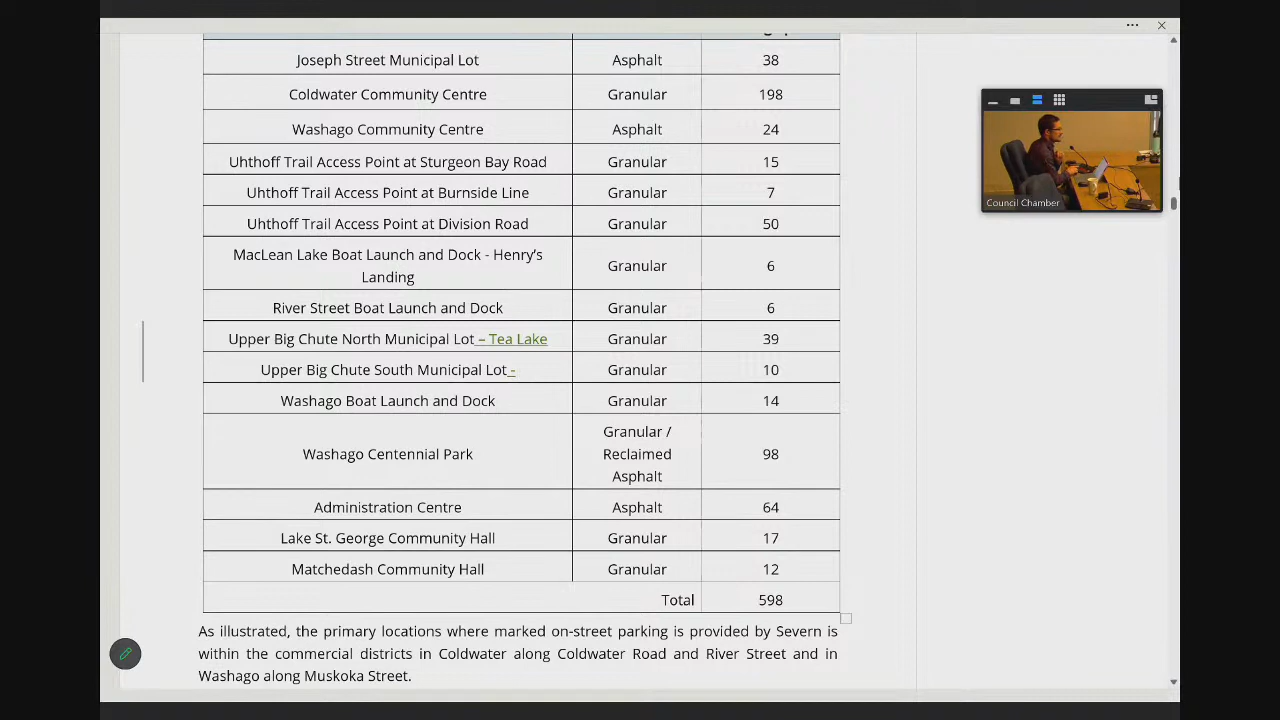 Joseph Street Municipal Lot Asphalt 38
Coldwater Community Centre Granular 198
Washago Community Centre Asphalt 24
Uhthoff Trail Access Point at Sturgeon Bay Road Granular 15
Uhthoff Trail Access Point at Burnside Line Granular 7
Uhthoff Trail Access Point at Division Road Granular 50
MacLean Lake Boat Launch and Dock - Henry’s
Landing
Granular 6
River Street Boat Launch and Dock Granular 6
Upper Big Chute North Municipal Lot – Tea Lake Granular 39
Upper Big Chute South Municipal Lot - Granular 10
Washago Boat Launch and Dock Granular 14
Washago Centennial Park
Granular /
Reclaimed
Asphalt
98
Administration Centre Asphalt 64
Lake St. George Community Hall Granular 17
Matchedash Community Hall Granular 12
Total 598
As illustrated, the primary locations where marked on-street parking is provided by Severn is
within the commercial districts in Coldwater along Coldwater Road and River Street and in
Washago along Muskoka Street.
Council Chamber